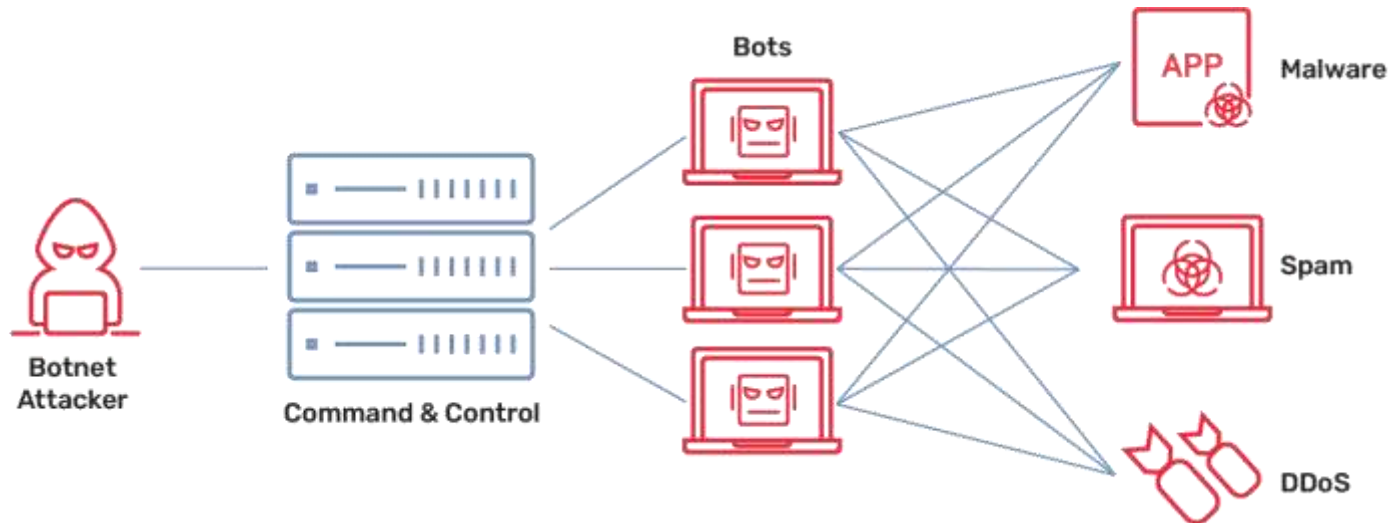 Bots
APP
Malware
Botnet
Attacker
Command & Control
Spam
DDoS